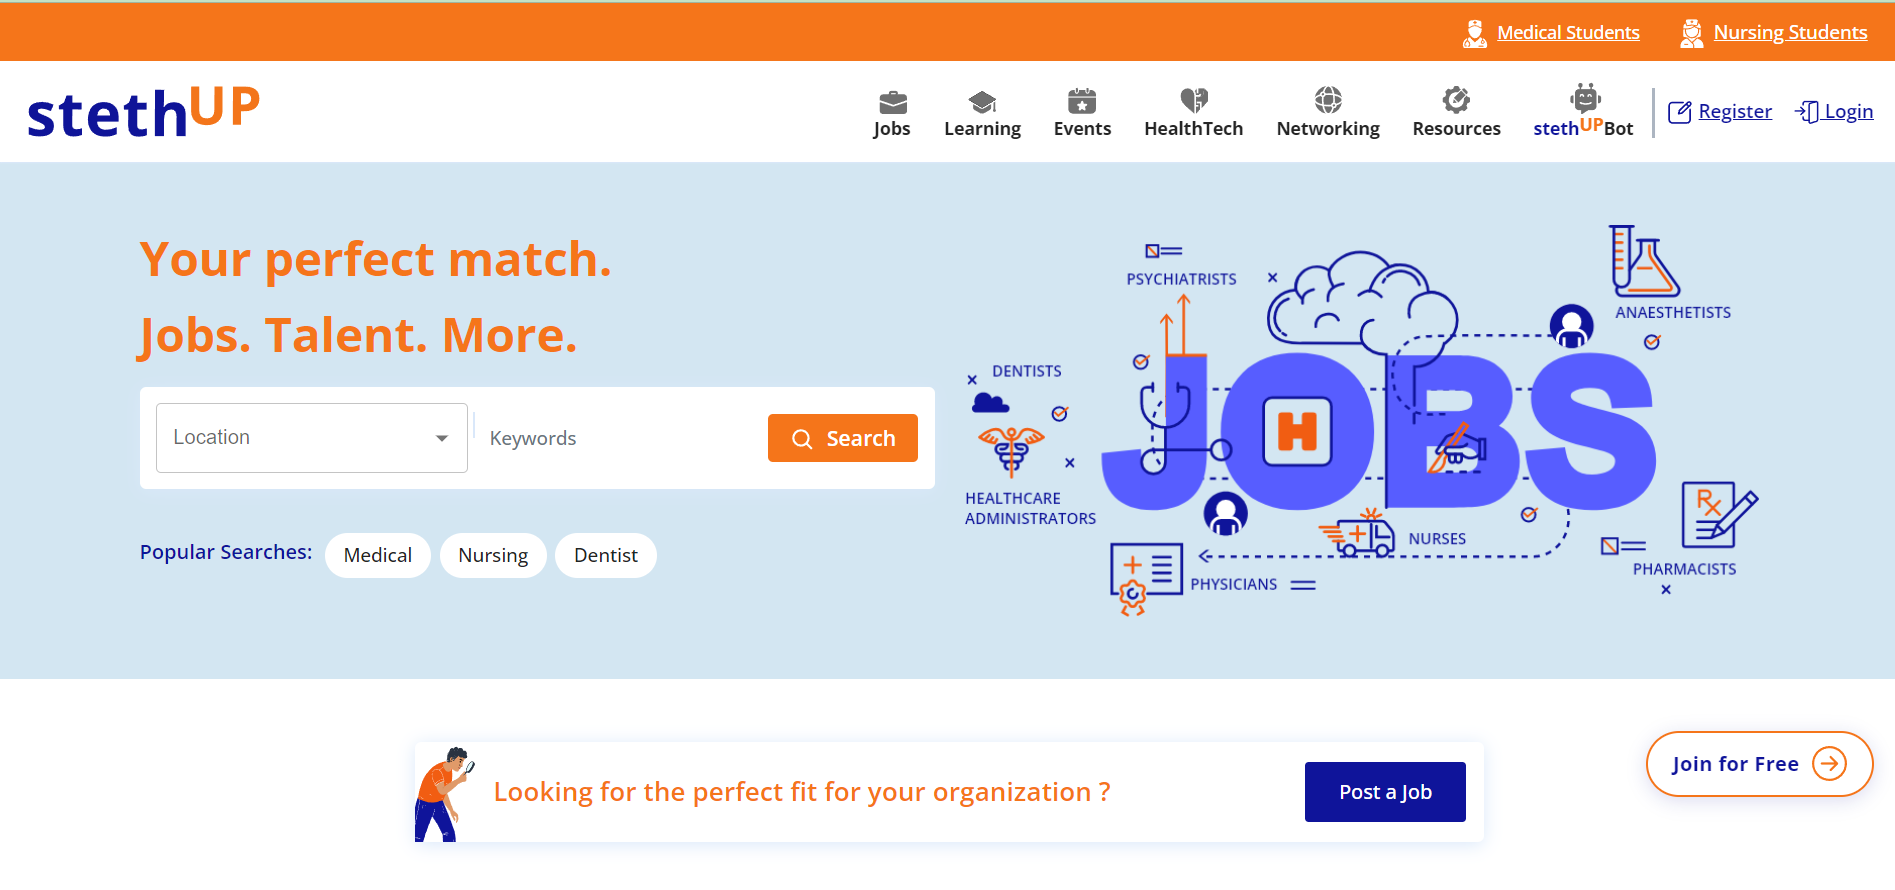 Medical Students
Nursing Students
stethUP
Jobs
Learning
Events
HealthTech
Networking
Resources
stethUPBot
Register
Login
Your perfect match.
Jobs. Talent. More.
Location
Keywords
Search
Popular Searches:
Medical
Nursing
Dentist
PSYCHIATRISTS
ANAESTHETISTS
DENTISTS
JOBS
H
HEALTHCARE
ADMINISTRATORS
NURSES
PHYSICIANS
Rx
PHARMACISTS
Looking for the perfect fit for your organization ?
Post a Job
Join for Free